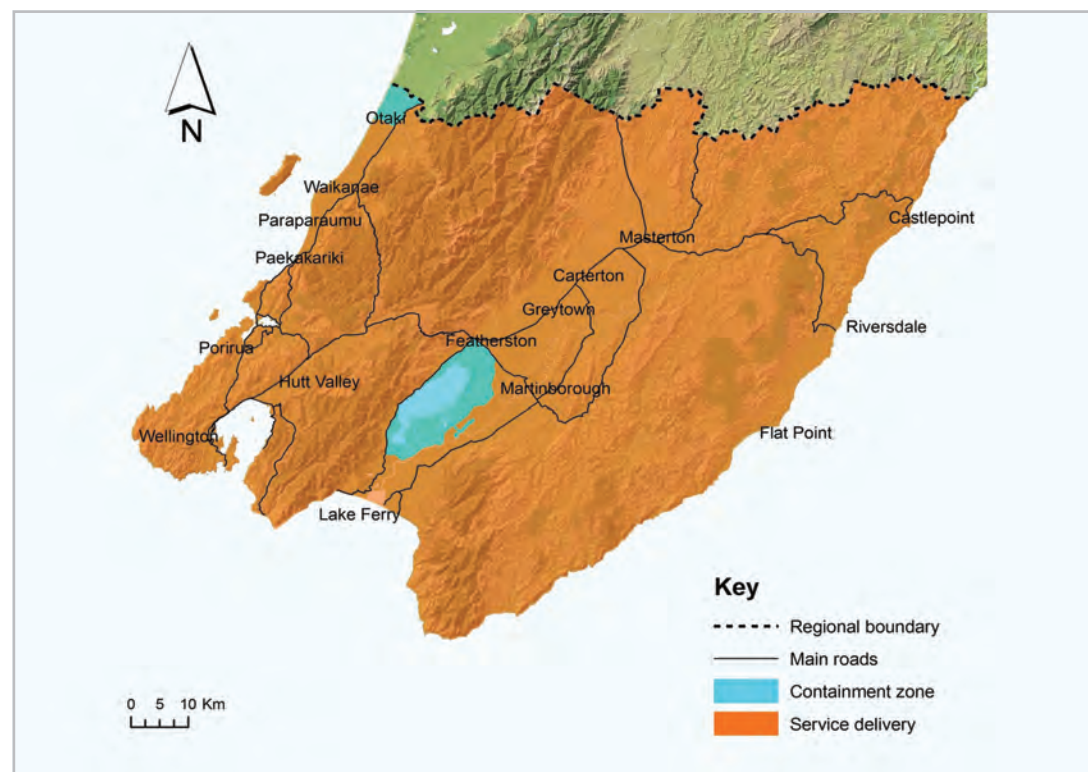 N
Otaki
Waikanae
Paraparaumu
Paekakariki
Porirua
Hutt Valley
Wellington
Masterton
Castlepoint
Carterton
Greytown
Featherston
Riversdale
Martinborough
Flat Point
Lake Ferry
Key
Regional boundary
Main roads
Containment zone
Service delivery
0 5 10 Km